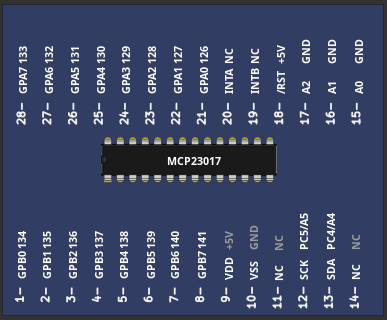 28- GPA7 133
27- GPA6 132
26- GPA5 131
25- GPA4 130
24- GPA3 129
23- GPA2 128
22- GPA1 127
21- GPA0 126
20- INTA NC
19- INTB NC
18- /RST +5V
17- A2 GND
16- A1 GND
15- A0 GND
MCP23017
1- GPB0 134
2- GPB1 135
3- GPB2 136
4- GPB3 137
5- GPB4 138
6- GPB5 139
7- GPB6 140
8- GPB7 141
9- VDD +5V
10- VSS GND
11- NC NC
12- SCK PC5/A5
13- SDA PC4/A4
14- NC NC